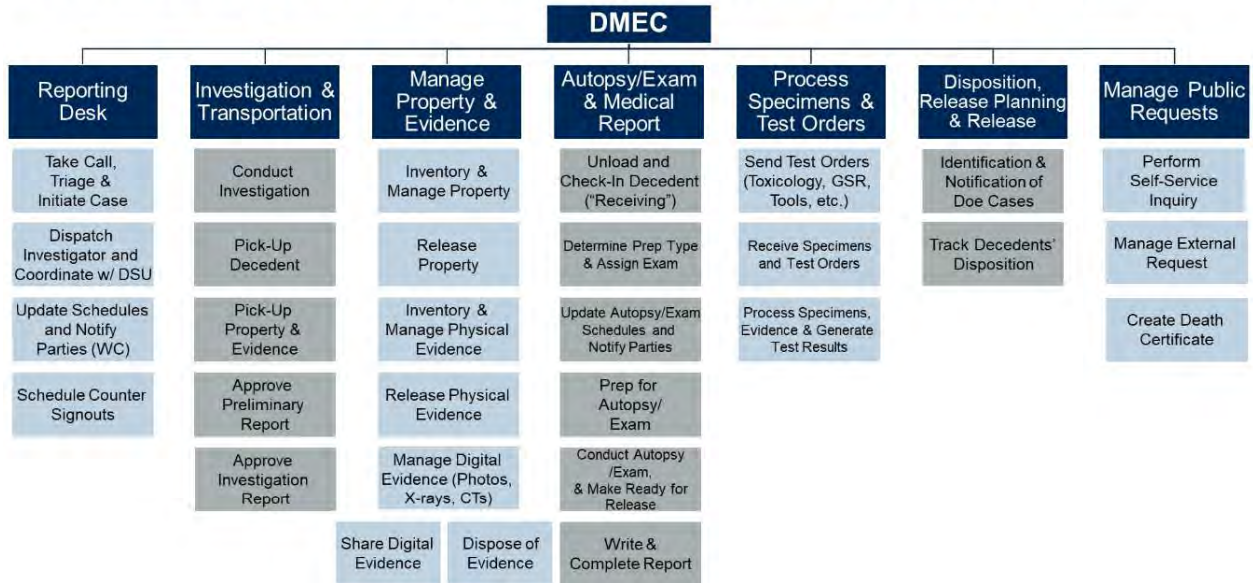 DMEC
Reporting
Desk
Take Call,
Triage &
Initiate Case
Dispatch
Investigator and
Coordinate w/ DSU
Update Schedules
and Notify
Parties (WC)
Schedule Counter
Signouts
Investigation &
Transportation
Conduct
Investigation
Pick-Up
Decedent
Pick-Up
Property &
Evidence
Approve
Preliminary
Report
Approve
Investigation
Report
Manage
Property &
Evidence
Inventory &
Manage Property
Release
Property
Inventory &
Manage Physical
Evidence
Release Physical
Evidence
Manage Digital
Evidence (Photos,
X-rays, CTs)
Share Digital
Evidence
Dispose of
Evidence
Autopsy/Exam
& Medical
Report
Unload and
Check-In Decedent
("Receiving")
Determine Prep Type
& Assign Exam
Update Autopsy/Exam
Schedules and
Notify Parties
Prep for
Autopsy/
Exam
Conduct Autopsy
/Exam,
& Make Ready for
Release
Write &
Complete Report
Process
Specimens &
Test Orders
Send Test Orders
(Toxicology, GSR,
Tools, etc.)
Receive Specimens
and Test Orders
Process Specimens,
Evidence & Generate
Test Results
Disposition,
Release Planning
& Release
Identification &
Notification of
Doe Cases
Track Decedents'
Disposition
Manage Public
Requests
Perform
Self-Service
Inquiry
Manage External
Request
Create Death
Certificate